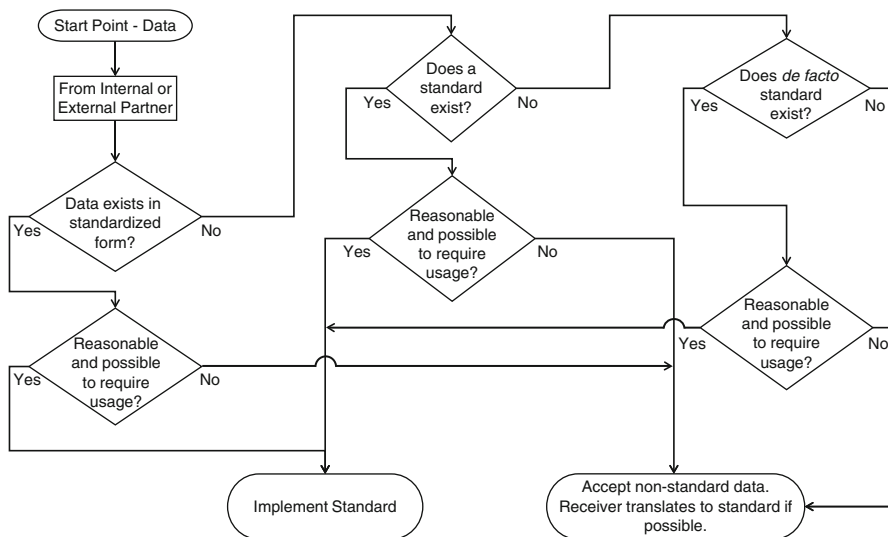 Start Point - Data
From Internal or
External Partner
Data exists in
standardized
form?
Yes
No
Reasonable
and possible
to require
usage?
Yes
No
Does a
standard
exist?
Yes
No
Reasonable
and possible
to require
usage?
Yes
No
Does de facto
standard
exist?
Yes
No
Reasonable
and possible
to require
usage?
Yes
No
Implement Standard
Accept non-standard data.
Receiver translates to standard if
possible.